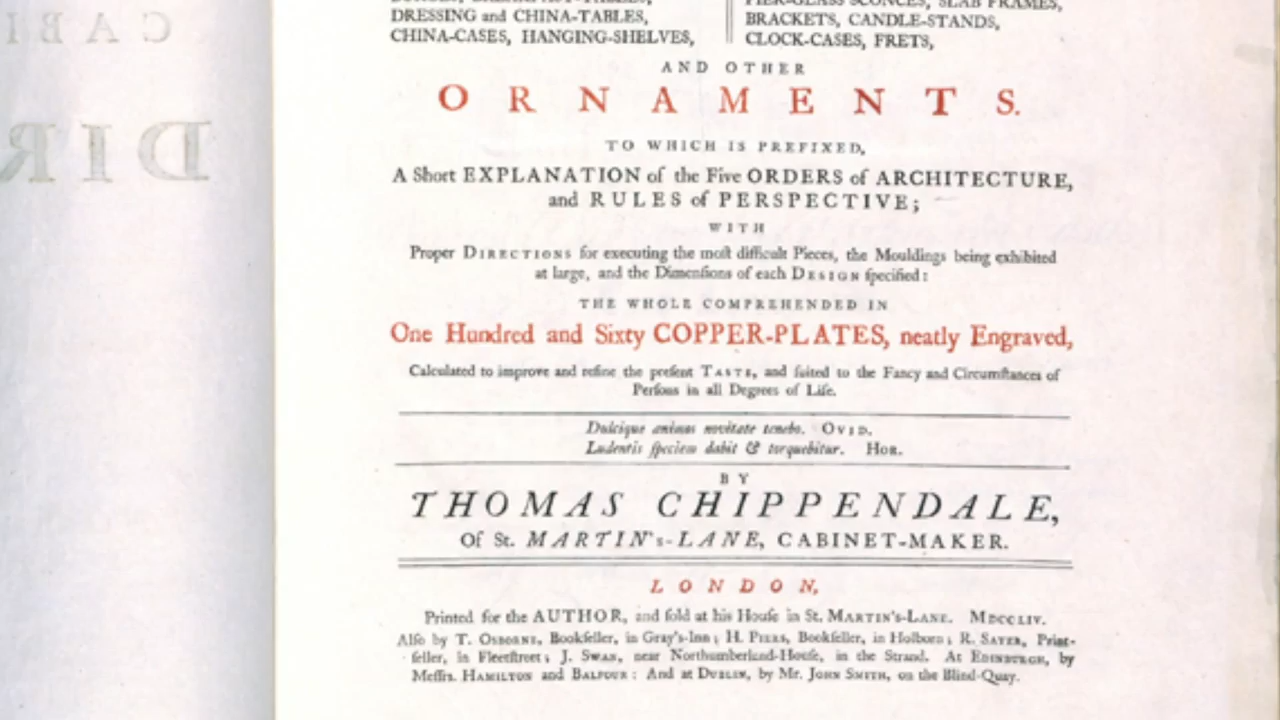 CABI
DIR
DRESSING and CHINA-TABLES,
CHINA-CASES, HANGING-SHELVES,
PIER-GLASS SCONCES, SLAB FRAMES,
BRACKETS, CANDLE-STANDS,
CLOCK-CASES, FRETS,
AND OTHER
ORNAMENTS.
TO WHICH IS PREFIXED,
A Short EXPLANATION of the Five ORDERS of ARCHITECTURE,
and RULES of PERSPECTIVE;
WITH
Proper DIRECTIONS for executing the moſt difficult Pieces, the Mouldings being exhibited
at large, and the Dimenſions of each DESIGN ſpecified:
THE WHOLE COMPREHENDED IN
One Hundred and Sixty COPPER-PLATES, neatly Engraved,
Calculated to improve and refine the preſent TASTE, and ſuited to the Fancy and Circumſtances of
Perſons in all Degrees of Life.
Dulcique animos novitate tenebo. OVID.
Ludentis ſpeciem dabit & torquebitur. HOR.
BY
THOMAS CHIPPENDALE,
Of St. MARTIN's-LANE, CABINET-MAKER.
LONDON,
Printed for the AUTHOR, and ſold at his Houſe in St. MARTIN's-LANE. MDCCLIV.
Alſo by T. OSBORNE, Bookſeller, in Gray's-Inn; H. PIERS, Bookſeller, in Holborn; R. SAYER, Print-
ſeller, in Fleetſtreet; J. SWAN, near Northumberland-Houſe, in the Strand. At EDINBURGH, by
Meſſrs. HAMILTON and BALFOUR: And at DUBLIN, by Mr. JOHN SMITH, on the Blind-Quay.